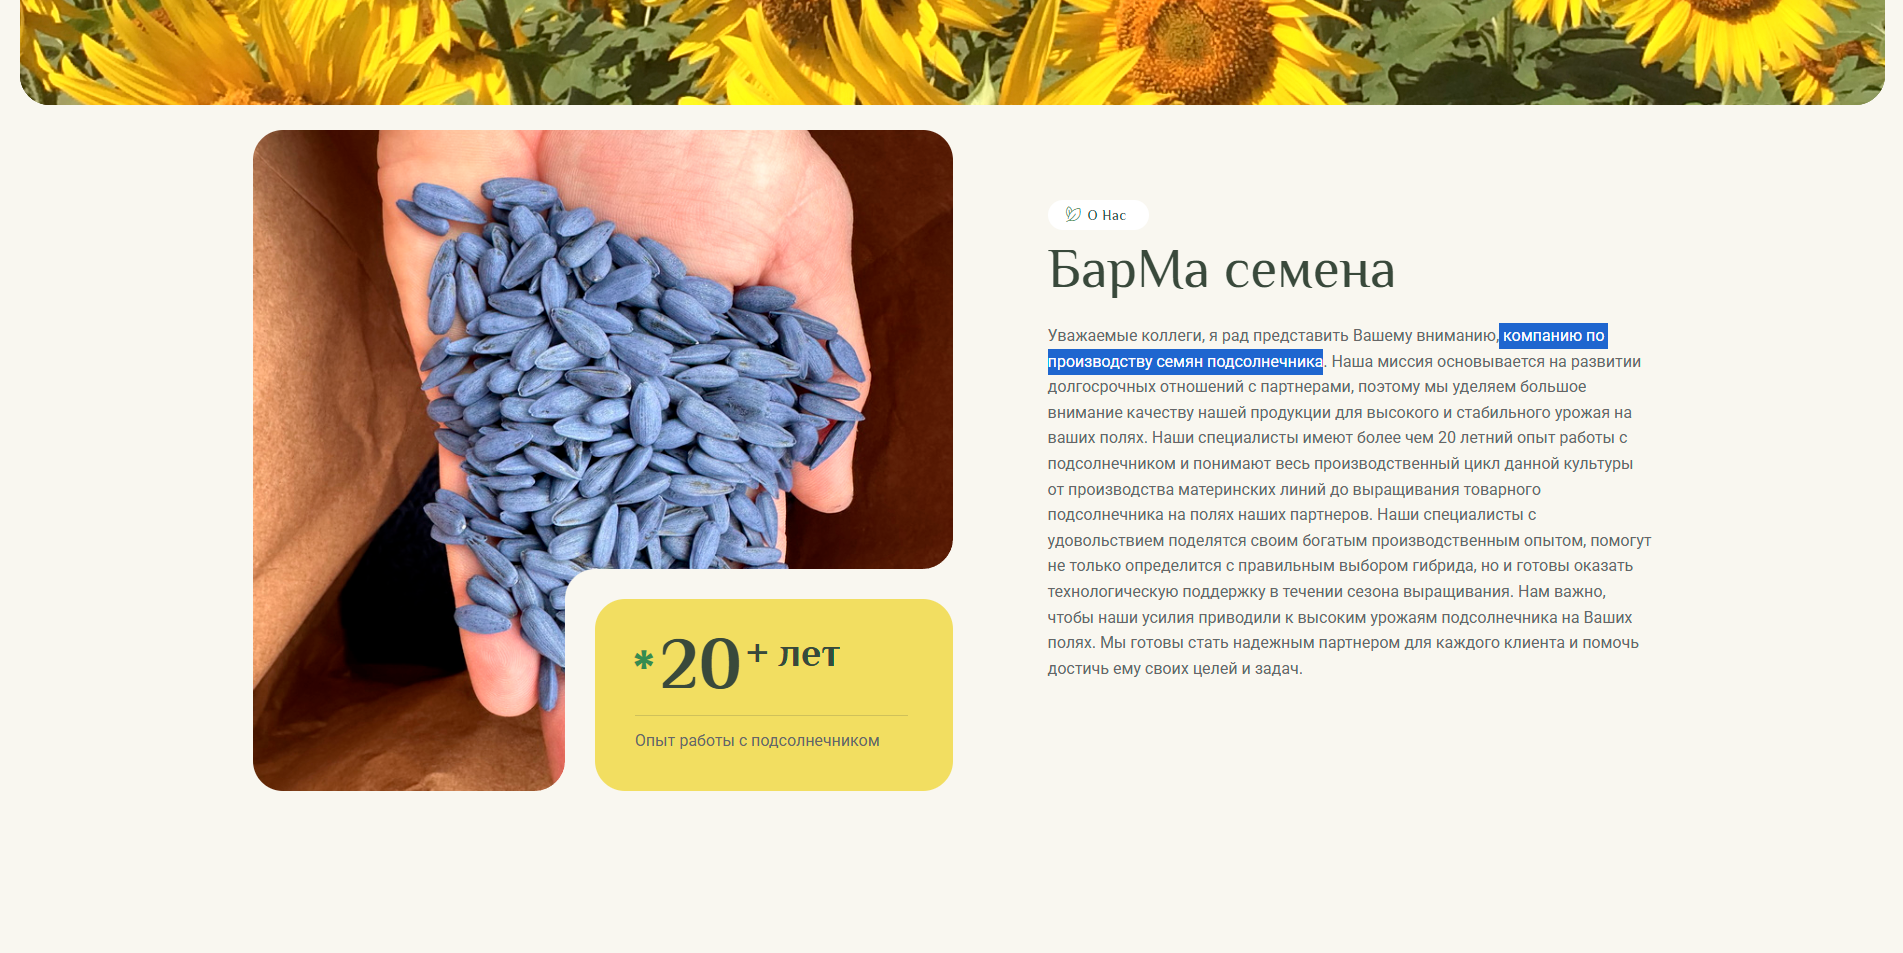 О Нас
БарМа семена
Уважаемые коллеги, я рад представить Вашему вниманию, компанию по
производству семян подсолнечника. Наша миссия основывается на развитии
долгосрочных отношений с партнерами, поэтому мы уделяем большое
внимание качеству нашей продукции для высокого и стабильного урожая на
ваших полях. Наши специалисты имеют более чем 20 летний опыт работы с
подсолнечником и понимают весь производственный цикл данной культуры
от производства материнских линий до выращивания товарного
подсолнечника на полях наших партнеров. Наши специалисты с
удовольствием поделятся своим богатым производственным опытом, помогут
не только определится с правильным выбором гибрида, но и готовы оказать
технологическую поддержку в течении сезона выращивания. Нам важно,
чтобы наши усилия приводили к высоким урожаям подсолнечника на Ваших
полях. Мы готовы стать надежным партнером для каждого клиента и помочь
достичь ему своих целей и задач.
*20+ лет
Опыт работы с подсолнечником